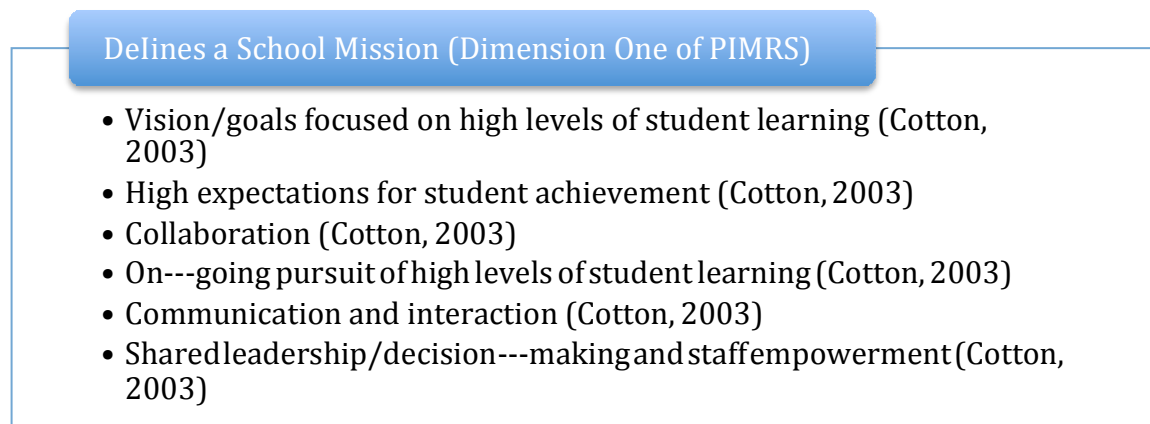 DeIines a School Mission (Dimension One of PIMRS)
• Vision/goals focused on high levels of student learning (Cotton,
2003)
• High expectations for student achievement (Cotton, 2003)
• Collaboration (Cotton, 2003)
• On---going pursuit of high levels of student learning (Cotton, 2003)
• Communication and interaction (Cotton, 2003)
• Shared leadership/decision---making and staff empowerment (Cotton,
2003)